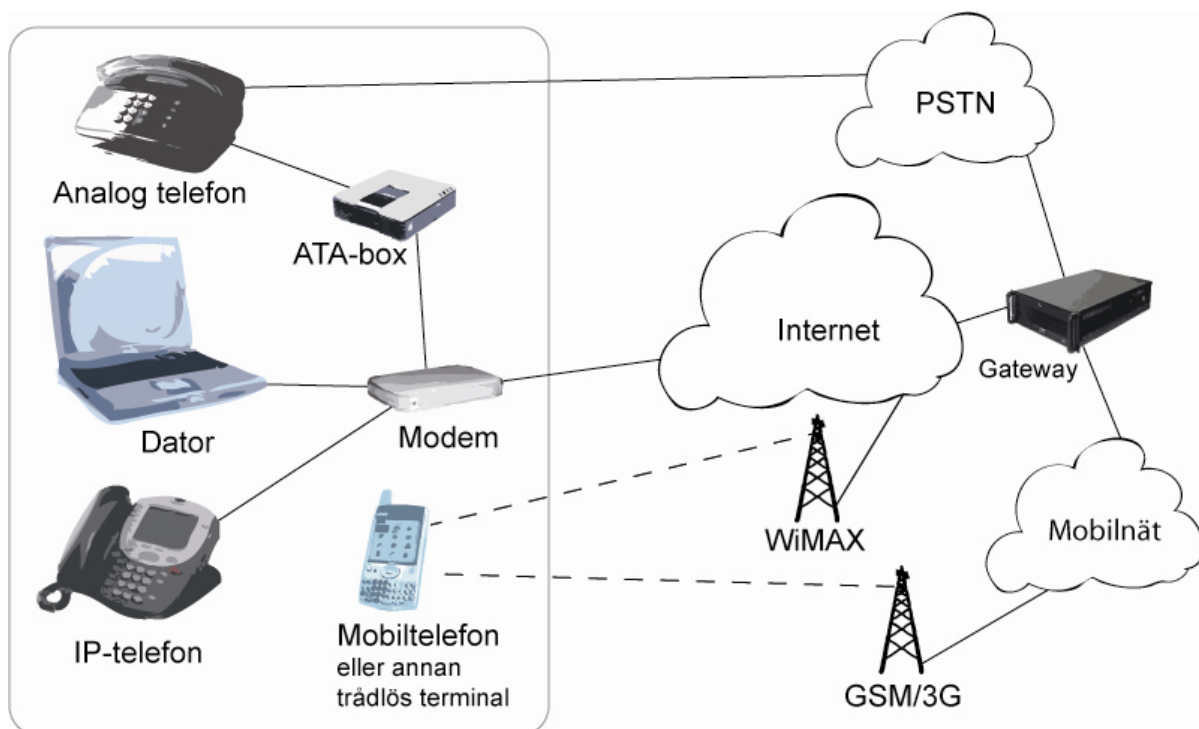 PSTN
Analog telefon
ATA-box
Internet
Gateway
Dator
Modem
WiMAX
Mobilnät
IP-telefon
Mobiltelefon
eller annan
trådlös terminal
GSM/3G